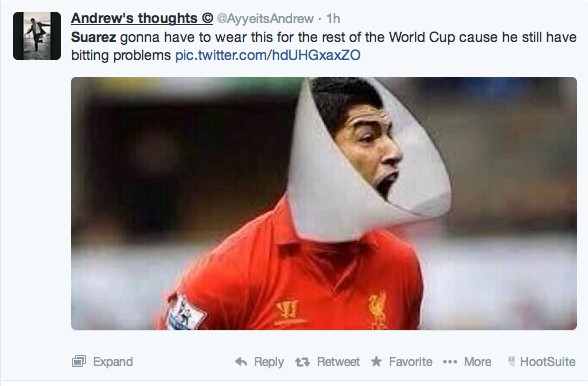 Andrew's thoughts © @AyyeitsAndrew · 1h
Suarez gonna have to wear this for the rest of the World Cup cause he still have
bitting problems pic.twitter.com/hdUHGxaxZO
Expand Reply Retweet Favorite More HootSuite